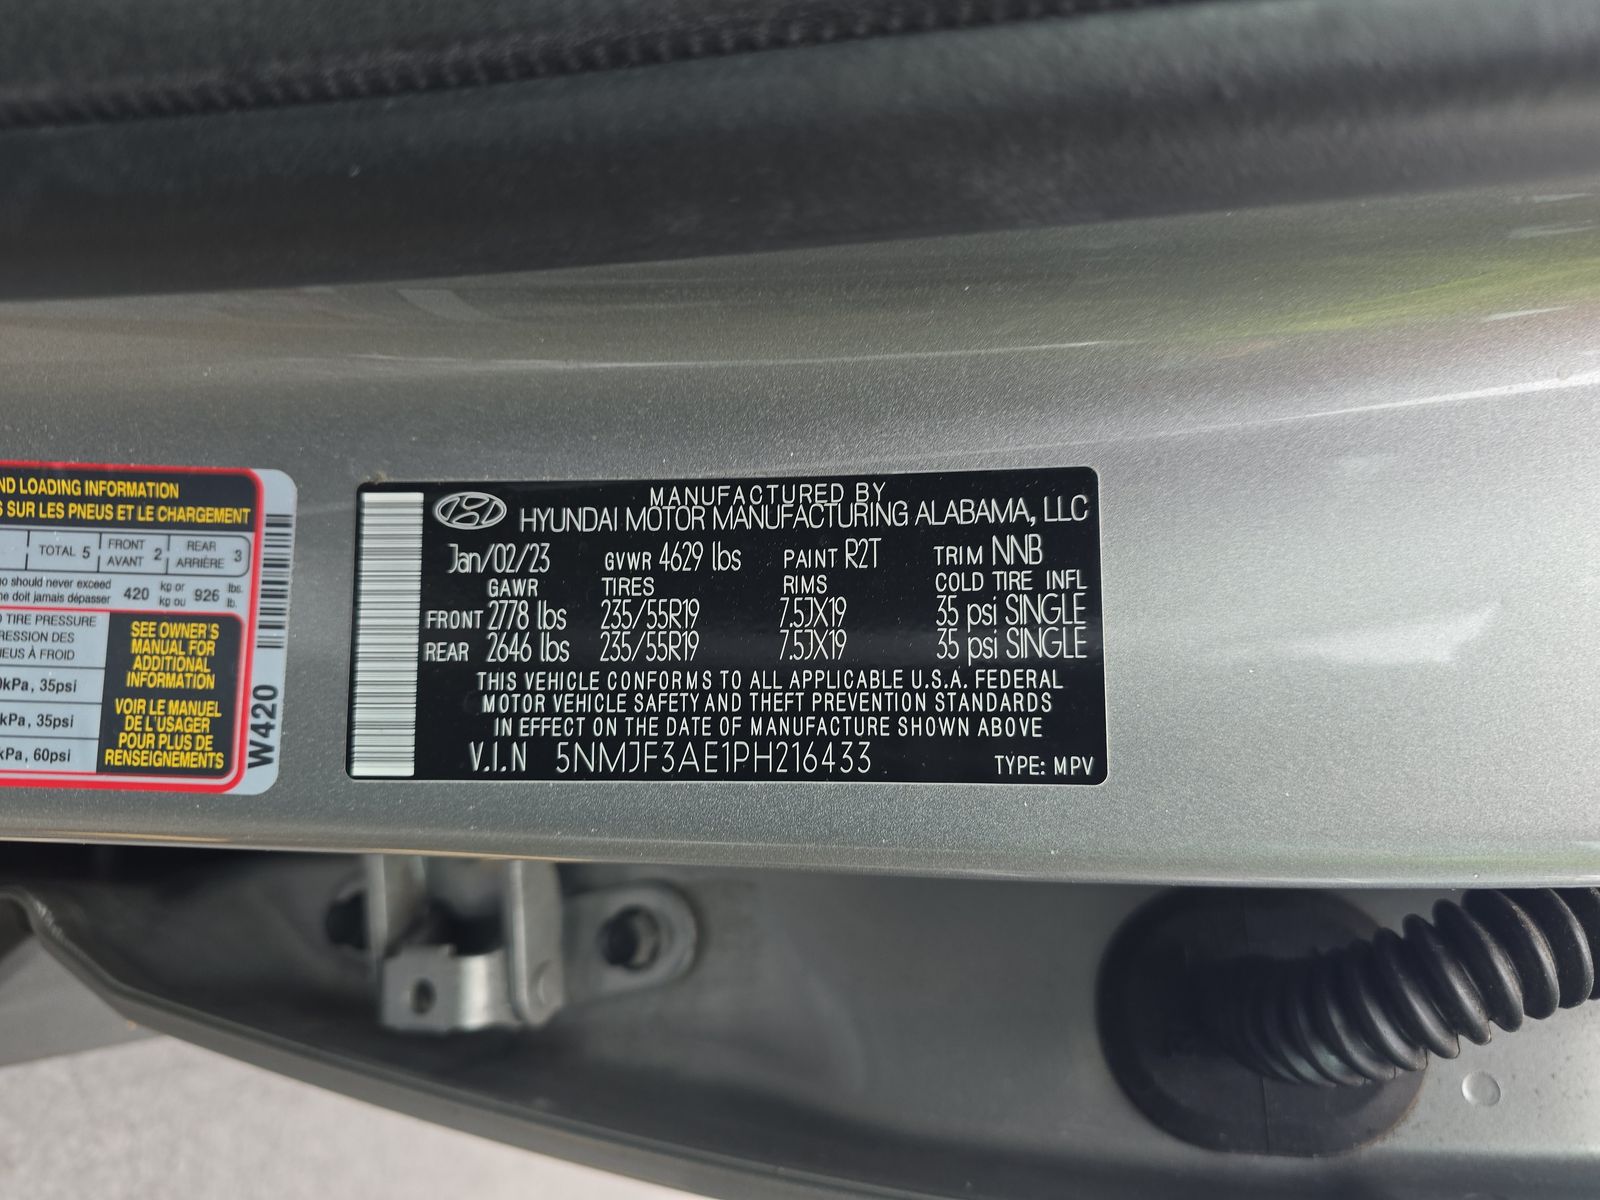 ND LOADING INFORMATION
S SUR LES PNEUS ET LE CHARGEMENT
TOTAL 5 FRONT AVANT 2 REAR ARRIÈRE 3
should never exceed
ne doit jamais dépasser 420 kg or kg ou 926 lbs. lb.
TIRE PRESSURE
RESSION DES
NEUS À FROID
kPa, 35psi
kPa, 35psi
kPa, 60psi
SEE OWNER'S
MANUAL FOR
ADDITIONAL
INFORMATION
VOIR LE MANUEL
DE L'USAGER
POUR PLUS DE
RENSEIGNEMENTS
W420
MANUFACTURED BY
HYUNDAI MOTOR MANUFACTURING ALABAMA, LLC
Jan/02/23 GVWR 4629 lbs PAINT R2T TRIM NNB
GAWR TIRES RIMS COLD TIRE INFL
FRONT 2778 lbs 235/55R19 7.5JX19 35 psi SINGLE
REAR 2646 lbs 235/55R19 7.5JX19 35 psi SINGLE
THIS VEHICLE CONFORMS TO ALL APPLICABLE U.S.A. FEDERAL
MOTOR VEHICLE SAFETY AND THEFT PREVENTION STANDARDS
IN EFFECT ON THE DATE OF MANUFACTURE SHOWN ABOVE
V.I.N 5NMJF3AE1PH216433 TYPE: MPV